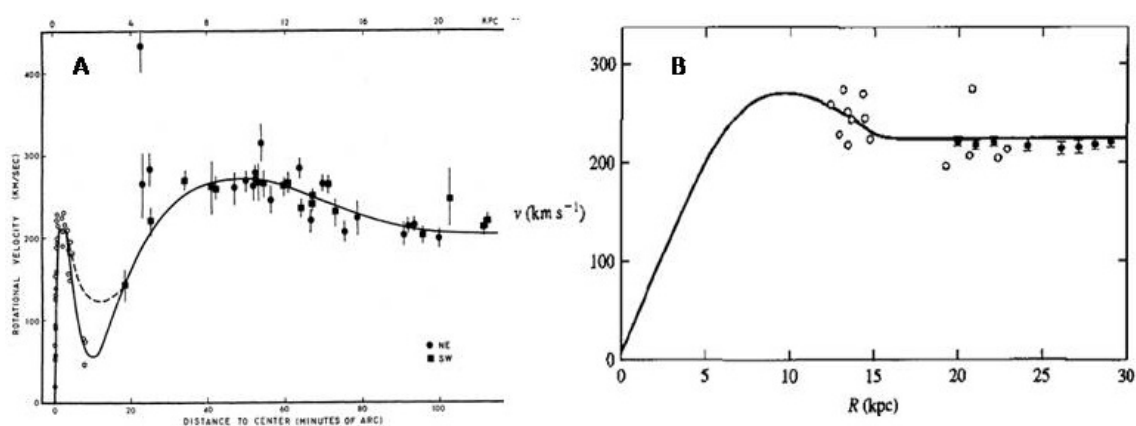 0 4 8 12 16 20 KPC
A
400
300
200
100
0
ROTATIONAL VELOCITY (KM/SEC)
NE
SW
0 20 40 60 80 100
DISTANCE TO CENTER (MINUTES OF ARC)
B
300
200
100
0
v (km s⁻¹)
0 5 10 15 20 25 30
R (kpc)